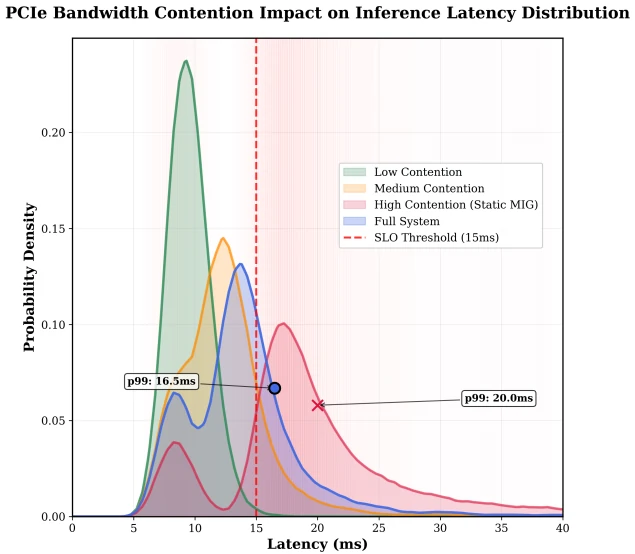 PCIe Bandwidth Contention Impact on Inference Latency Distribution
Probability Density
0.20
0.15
0.10
0.05
0.00
Low Contention
Medium Contention
High Contention (Static MIG)
Full System
SLO Threshold (15ms)
p99: 16.5ms
p99: 20.0ms
0 5 10 15 20 25 30 35 40
Latency (ms)